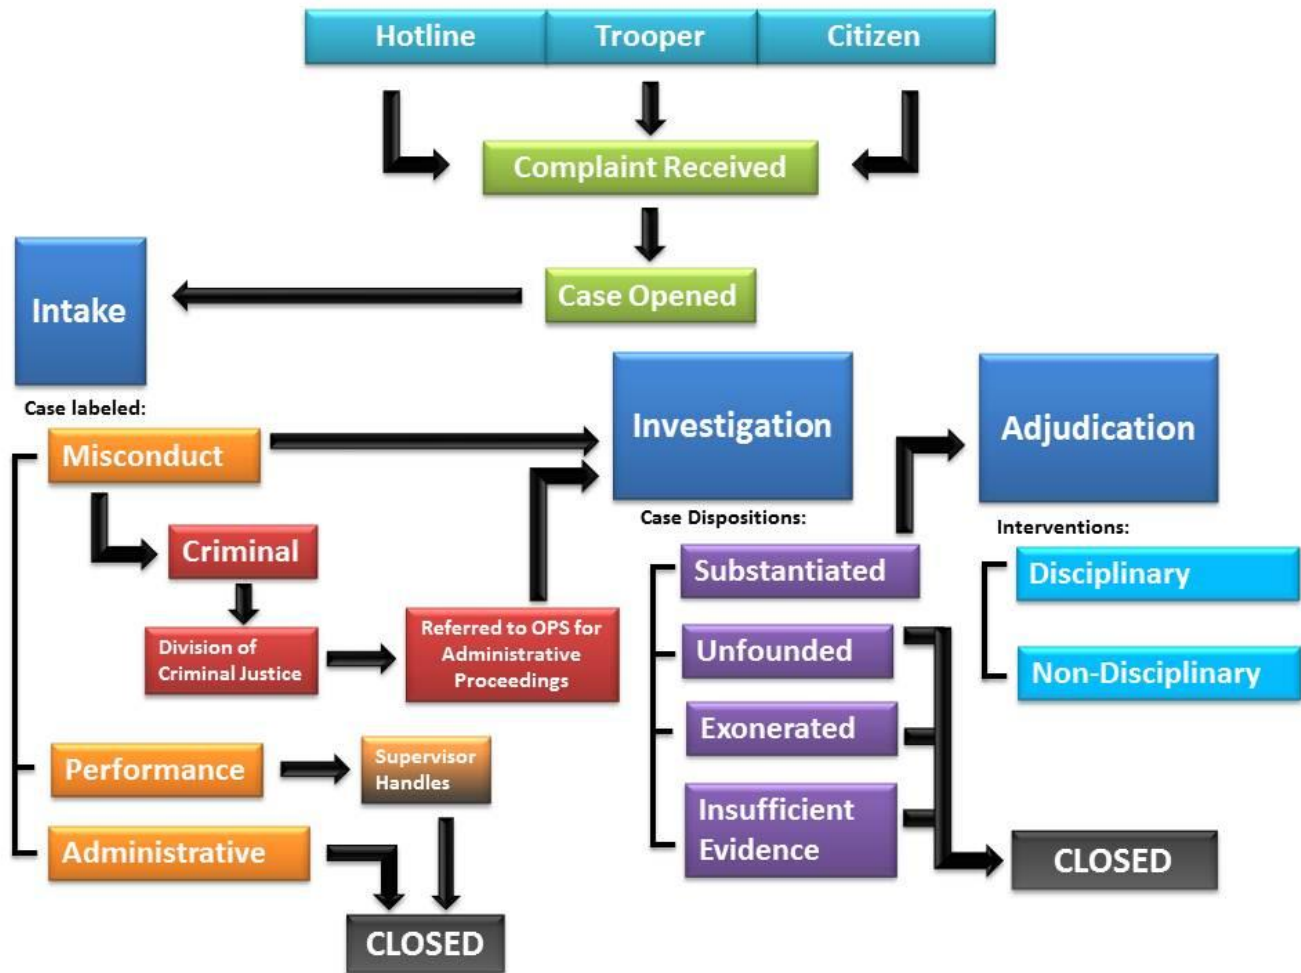 Hotline
Trooper
Citizen
Complaint Received
Case Opened
Intake
Case labeled:
Misconduct
Criminal
Division of
Criminal Justice
Referred to OPS for
Administrative
Proceedings
Performance
Supervisor
Handles
Administrative
CLOSED
Investigation
Case Dispositions:
Substantiated
Unfounded
Exonerated
Insufficient
Evidence
Adjudication
Interventions:
Disciplinary
Non-Disciplinary
CLOSED